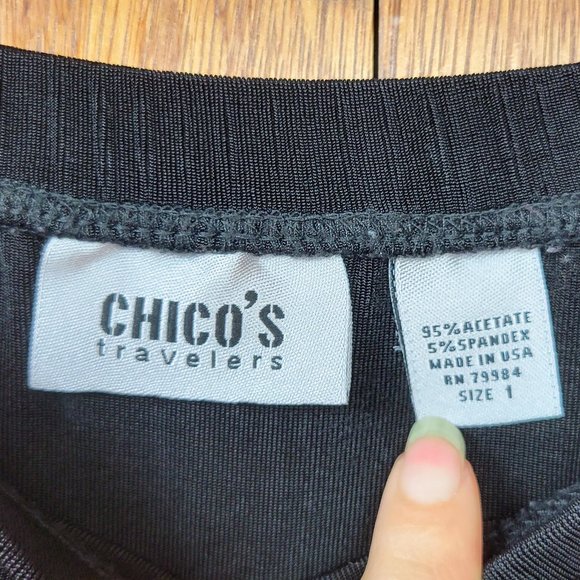 CHICO'S
travelers
95% ACETATE
5% SPANDEX
MADE IN USA
RN 79984
SIZE 1